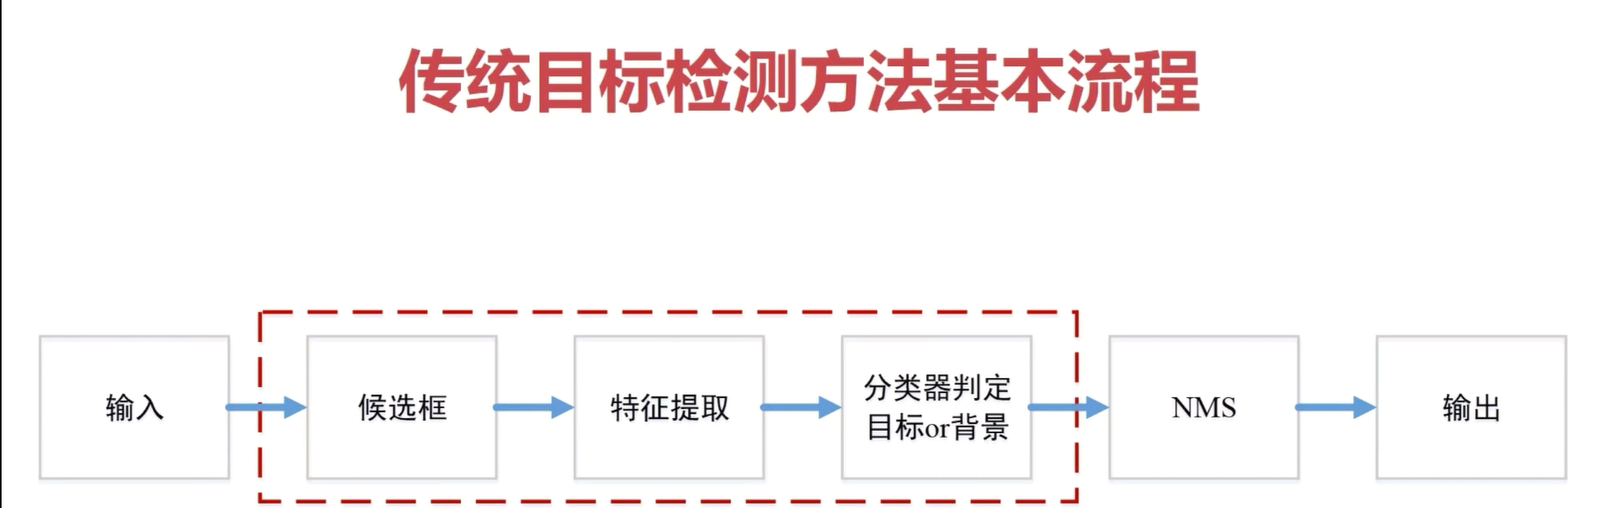 传统目标检测方法基本流程
输入
候选框
特征提取
分类器判定
目标or背景
NMS
输出